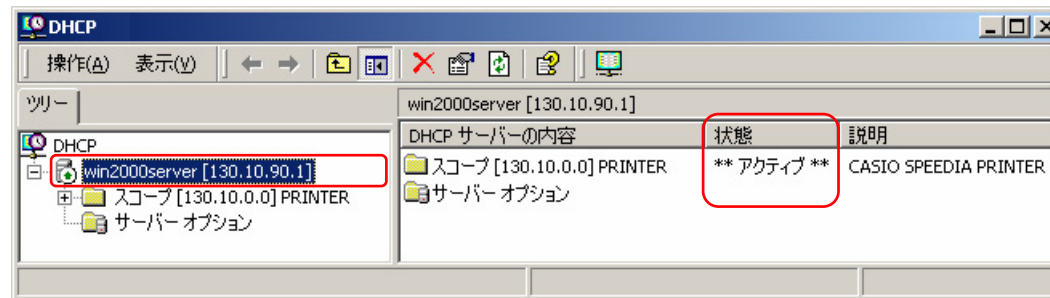 DHCP
操作(A) 表示(V)
ツリー
win2000server [130.10.90.1]
DHCP
win2000server [130.10.90.1]
スコープ [130.10.0.0] PRINTER
サーバー オプション
DHCP サーバーの内容 状態 説明
スコープ [130.10.0.0] PRINTER ** アクティブ ** CASIO SPEEDIA PRINTER
サーバー オプション